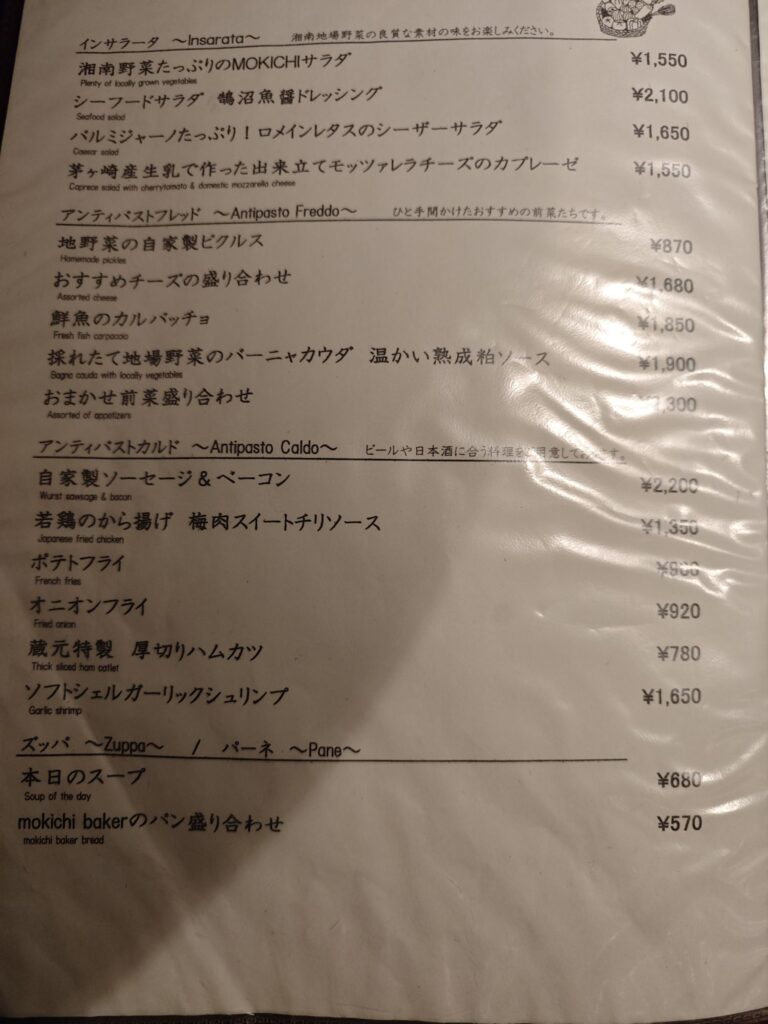 インサラータ ～Insarata～ 湘南地場野菜の良質な素材の味をお楽しみください。
湘南野菜たっぷりのMOKICHIサラダ ¥1,550
Plenty of locally grown vegetables
シーフードサラダ 鵠沼魚醤ドレッシング ¥2,100
Seafood salad
パルミジャーノたっぷり！ロメインレタスのシーザーサラダ ¥1,650
Caesar salad
茅ヶ崎産生乳で作った出来立てモッツァレラチーズのカプレーゼ ¥1,550
Caprece salad with cherrytomato & domestic mozzarella cheese
アンティパストフレッド ～Antipasto Freddo～ ひと手間かけたおすすめの前菜たちです。
地野菜の自家製ピクルス ¥870
Homemade pickles
おすすめチーズの盛り合わせ ¥1,680
Assorted cheese
鮮魚のカルパッチョ ¥1,850
Fresh fish carpaccio
採れたて地場野菜のバーニャカウダ 温かい熟成粕ソース ¥1,900
Bagna cauda with locally vegetables
おまかせ前菜盛り合わせ
Assorted of appetizers
アンティパストカルド ～Antipasto Caldo～ ビールや日本酒に合う料理をご用意しております。
自家製ソーセージ＆ベーコン ¥2,200
Wurst sawsage & bacon
若鶏のから揚げ 梅肉スイートチリソース ¥1,350
Japanese fried chicken
ポテトフライ
French fries
オニオンフライ ¥920
Fried onion
蔵元特製 厚切りハムカツ ¥780
Thick sliced ham catlet
ソフトシェルガーリックシュリンプ ¥1,650
Garlic shrimp
ズッパ ～Zuppa～ / パーネ ～Pane～
本日のスープ ¥680
Soup of the day
mokichi bakerのパン盛り合わせ ¥570
mokichi baker bread